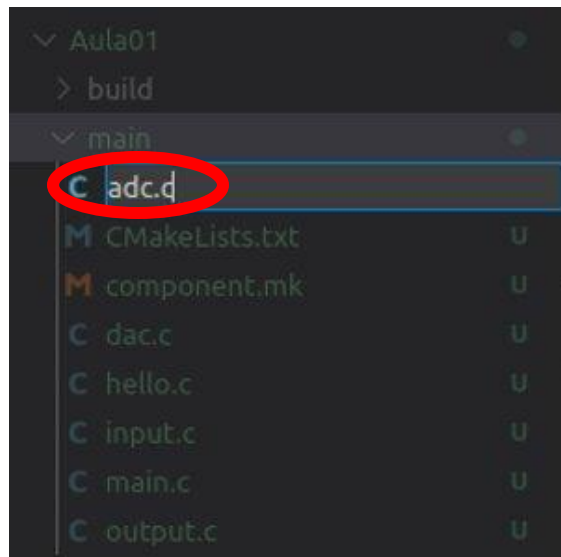 Aula01
build
main
C adc.c
M CMakeLists.txt U
M component.mk U
C dac.c U
C hello.c U
C input.c U
C main.c U
C output.c U